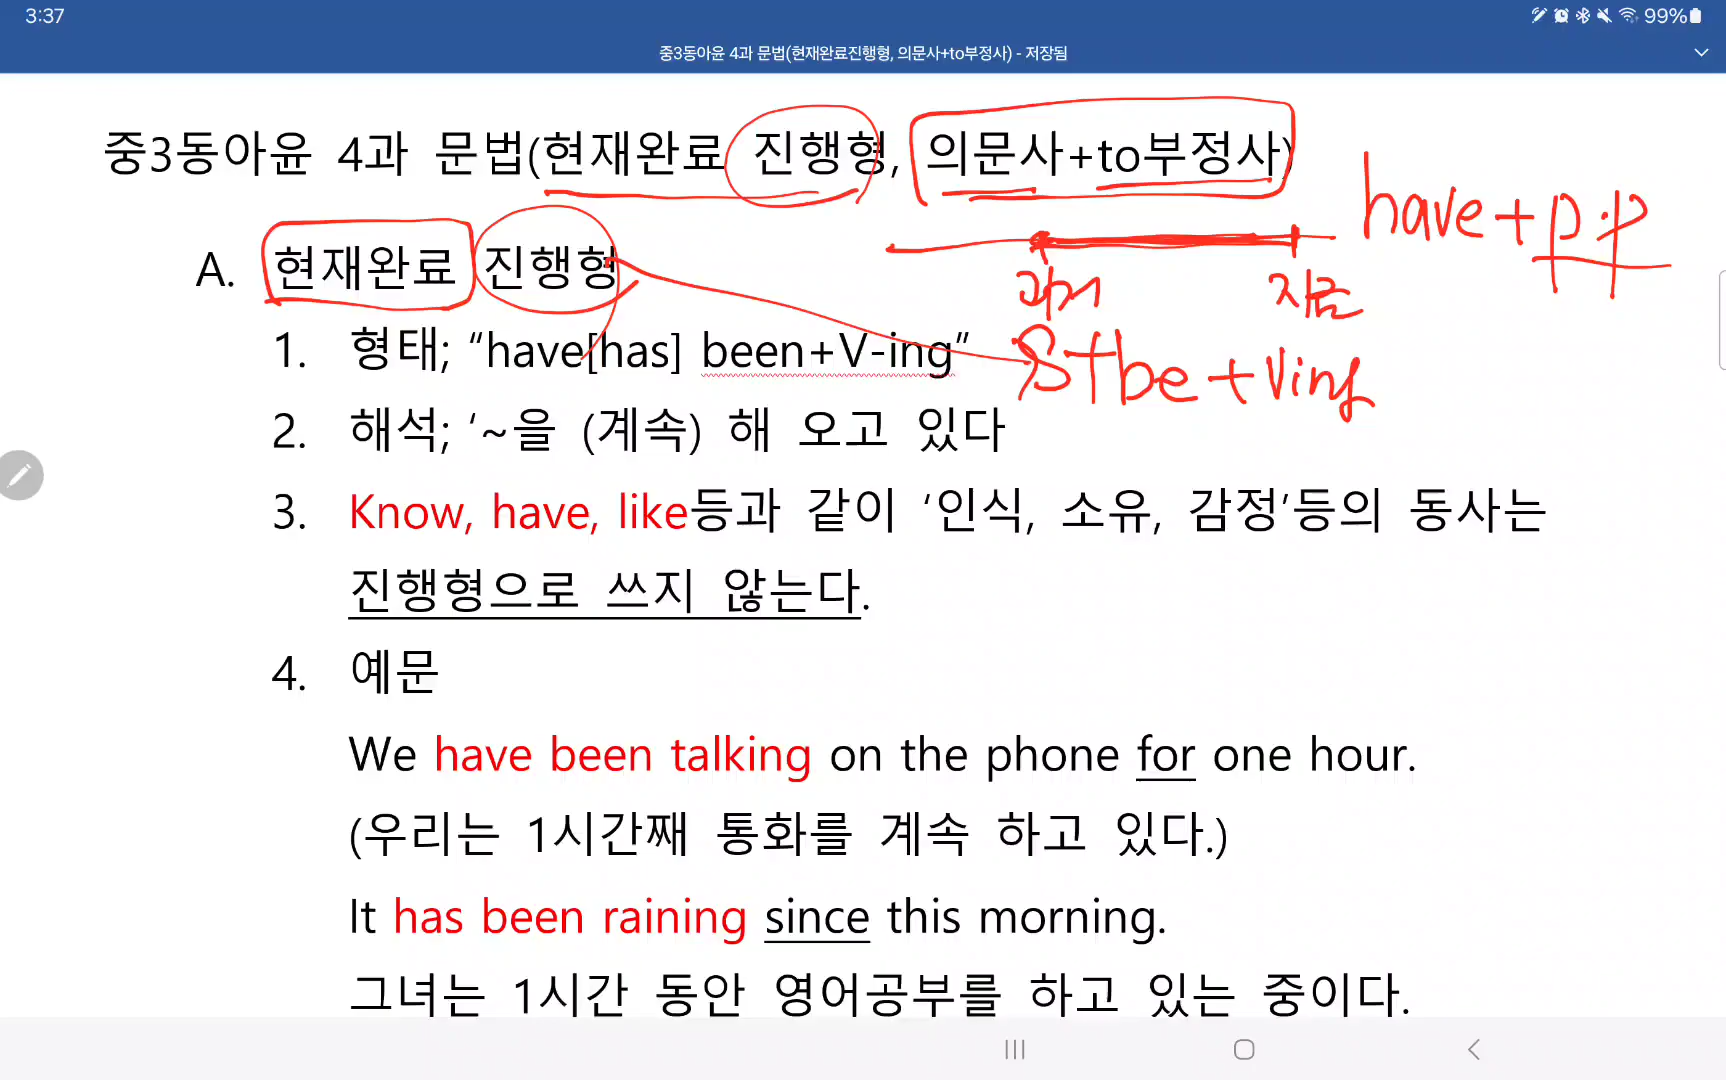 3:37
99%
중3동아윤 4과 문법(현재완료진행형, 의문사+to부정사) - 저장됨
중3동아윤 4과 문법(현재완료 진행형, 의문사+to부정사)
have+p.p
A. 현재완료 진행형
과거 지금
1. 형태; “have[has] been+V-ing”
be+Ving
2. 해석; ‘~을 (계속) 해 오고 있다
3. Know, have, like등과 같이 ‘인식, 소유, 감정’등의 동사는
진행형으로 쓰지 않는다.
4. 예문
We have been talking on the phone for one hour.
(우리는 1시간째 통화를 계속 하고 있다.)
It has been raining since this morning.
그녀는 1시간 동안 영어공부를 하고 있는 중이다.